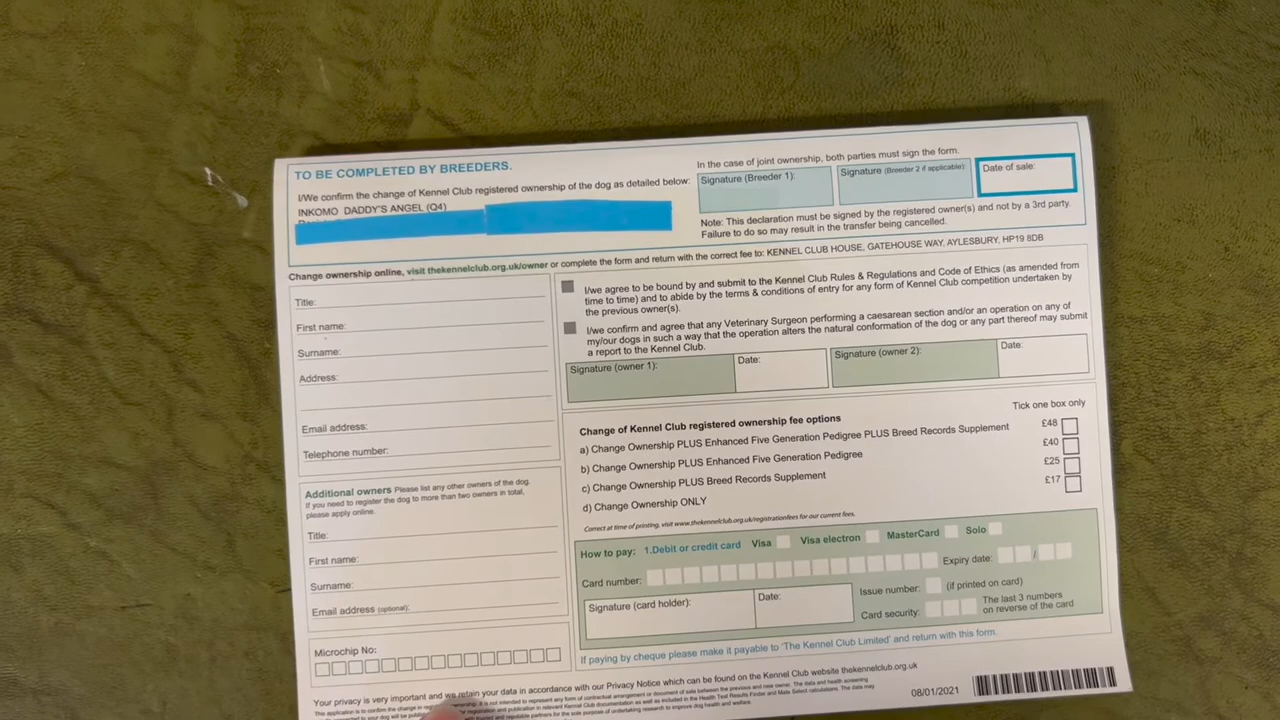 TO BE COMPLETED BY BREEDERS.
I/We confirm the change of Kennel Club registered ownership of the dog as detailed below:
INKOMO DADDY'S ANGEL (Q4)
In the case of joint ownership, both parties must sign the form.
Signature (Breeder 1):
Signature (Breeder 2 if applicable):
Date of sale:
Note: This declaration must be signed by the registered owner(s) and not by a 3rd party.
Failure to do so may result in the transfer being cancelled.
Change ownership online, visit thekennelclub.org.uk/owner or complete the form and return with the correct fee to: KENNEL CLUB HOUSE, GATEHOUSE WAY, AYLESBURY, HP19 8DB
Title:
First name:
Surname:
Address:
Email address:
Telephone number:
Additional owners Please list any other owners of the dog.
If you need to register the dog to more than two owners in total,
please apply online.
Title:
First name:
Surname:
Email address (optional):
Microchip No:
I/we agree to be bound by and submit to the Kennel Club Rules & Regulations and Code of Ethics (as amended from
time to time) and to abide by the terms & conditions of entry for any form of Kennel Club competition undertaken by
the previous owner(s).
I/we confirm and agree that any Veterinary Surgeon performing a caesarean section and/or an operation on any of
my/our dogs in such a way that the operation alters the natural conformation of the dog or any part thereof may submit
a report to the Kennel Club.
Signature (owner 1):
Date:
Signature (owner 2):
Date:
Change of Kennel Club registered ownership fee options
Tick one box only
a) Change Ownership PLUS Enhanced Five Generation Pedigree PLUS Breed Records Supplement £48
b) Change Ownership PLUS Enhanced Five Generation Pedigree £40
c) Change Ownership PLUS Breed Records Supplement £25
d) Change Ownership ONLY £17
Correct at time of printing, visit www.thekennelclub.org.uk/registrationfees for our current fees.
How to pay: 1.Debit or credit card Visa Visa electron MasterCard Solo
Card number:
Expiry date: /
Signature (card holder):
Date:
Issue number: (if printed on card)
Card security: The last 3 numbers
on reverse of the card
If paying by cheque please make it payable to 'The Kennel Club Limited' and return with this form.
Your privacy is very important and we retain your data in accordance with our Privacy Notice which can be found on the Kennel Club website thekennelclub.org.uk
08/01/2021